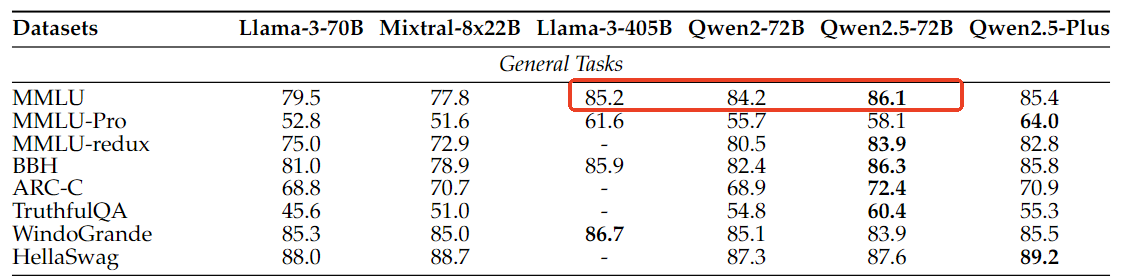 Datasets Llama-3-70B Mixtral-8x22B Llama-3-405B Qwen2-72B Qwen2.5-72B Qwen2.5-Plus
General Tasks
MMLU 79.5 77.8 85.2 84.2 86.1 85.4
MMLU-Pro 52.8 51.6 61.6 55.7 58.1 64.0
MMLU-redux 75.0 72.9 - 80.5 83.9 82.8
BBH 81.0 78.9 85.9 82.4 86.3 85.8
ARC-C 68.8 70.7 - 68.9 72.4 70.9
TruthfulQA 45.6 51.0 - 54.8 60.4 55.3
WindoGrande 85.3 85.0 86.7 85.1 83.9 85.5
HellaSwag 88.0 88.7 - 87.3 87.6 89.2